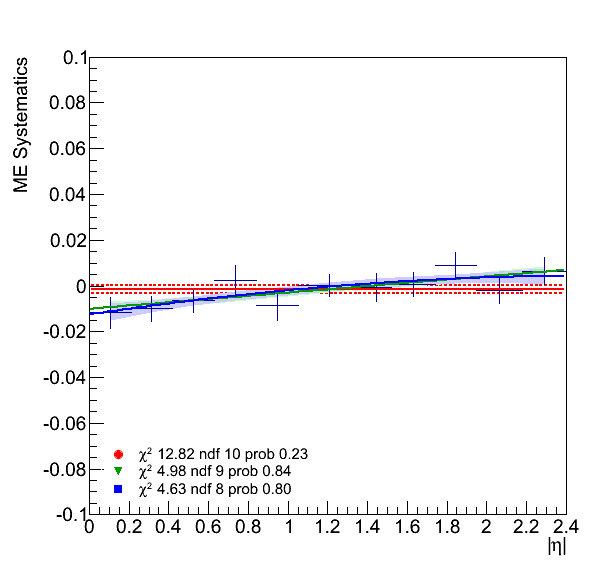 ME Systematics
0.1
0.08
0.06
0.04
0.02
0
-0.02
-0.04
-0.06
-0.08
-0.1
χ² 12.82 ndf 10 prob 0.23
χ² 4.98 ndf 9 prob 0.84
χ² 4.63 ndf 8 prob 0.80
0 0.2 0.4 0.6 0.8 1 1.2 1.4 1.6 1.8 2 2.2 2.4
|η|